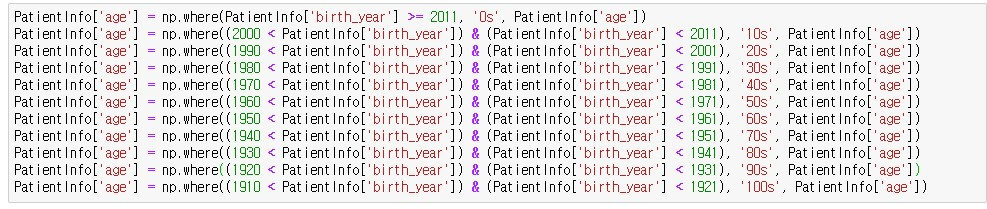 PatientInfo['age'] = np.where(PatientInfo['birth_year'] >= 2011, '0s', PatientInfo['age'])
PatientInfo['age'] = np.where((2000 < PatientInfo['birth_year']) & (PatientInfo['birth_year'] < 2011), '10s', PatientInfo['age'])
PatientInfo['age'] = np.where((1990 < PatientInfo['birth_year']) & (PatientInfo['birth_year'] < 2001), '20s', PatientInfo['age'])
PatientInfo['age'] = np.where((1980 < PatientInfo['birth_year']) & (PatientInfo['birth_year'] < 1991), '30s', PatientInfo['age'])
PatientInfo['age'] = np.where((1970 < PatientInfo['birth_year']) & (PatientInfo['birth_year'] < 1981), '40s', PatientInfo['age'])
PatientInfo['age'] = np.where((1960 < PatientInfo['birth_year']) & (PatientInfo['birth_year'] < 1971), '50s', PatientInfo['age'])
PatientInfo['age'] = np.where((1950 < PatientInfo['birth_year']) & (PatientInfo['birth_year'] < 1961), '60s', PatientInfo['age'])
PatientInfo['age'] = np.where((1940 < PatientInfo['birth_year']) & (PatientInfo['birth_year'] < 1951), '70s', PatientInfo['age'])
PatientInfo['age'] = np.where((1930 < PatientInfo['birth_year']) & (PatientInfo['birth_year'] < 1941), '80s', PatientInfo['age'])
PatientInfo['age'] = np.where((1920 < PatientInfo['birth_year']) & (PatientInfo['birth_year'] < 1931), '90s', PatientInfo['age'])
PatientInfo['age'] = np.where((1910 < PatientInfo['birth_year']) & (PatientInfo['birth_year'] < 1921), '100s', PatientInfo['age'])